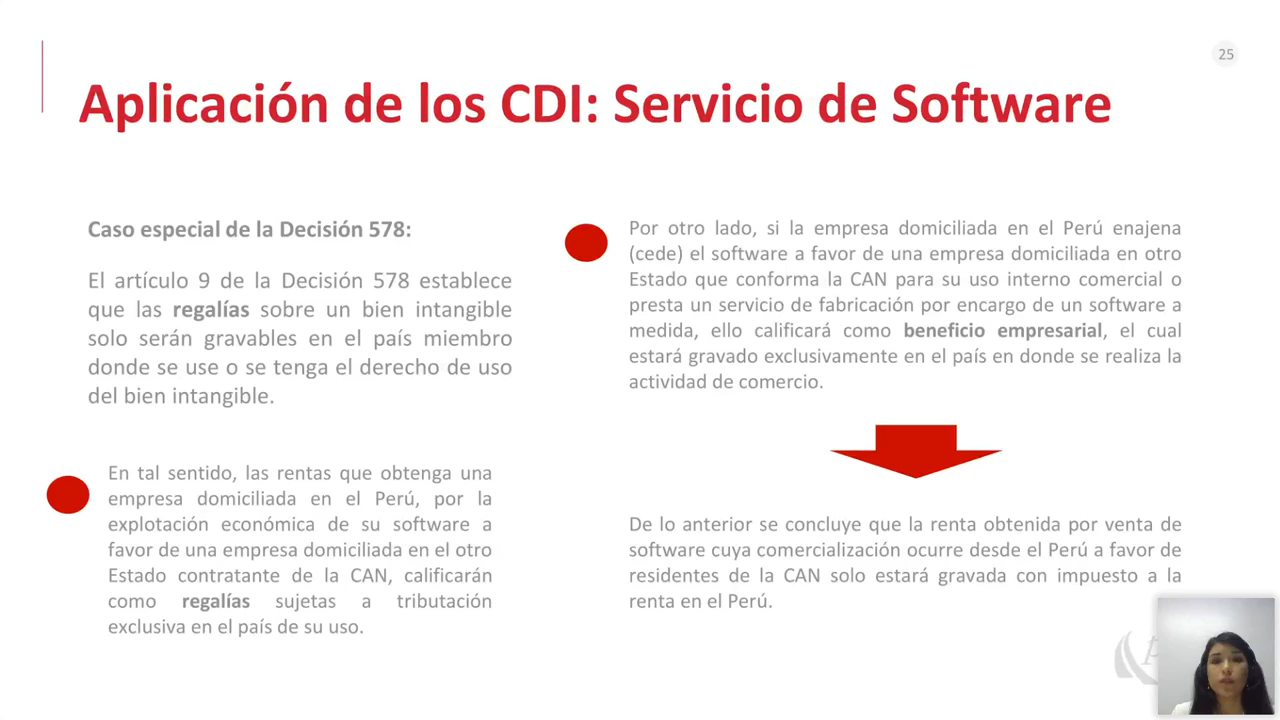 25
Aplicación de los CDI: Servicio de Software
Caso especial de la Decisión 578:
El artículo 9 de la Decisión 578 establece
que las regalías sobre un bien intangible
solo serán gravables en el país miembro
donde se use o se tenga el derecho de uso
del bien intangible.
En tal sentido, las rentas que obtenga una
empresa domiciliada en el Perú, por la
explotación económica de su software a
favor de una empresa domiciliada en el otro
Estado contratante de la CAN, calificarán
como regalías sujetas a tributación
exclusiva en el país de su uso.
Por otro lado, si la empresa domiciliada en el Perú enajena
(cede) el software a favor de una empresa domiciliada en otro
Estado que conforma la CAN para su uso interno comercial o
presta un servicio de fabricación por encargo de un software a
medida, ello calificará como beneficio empresarial, el cual
estará gravado exclusivamente en el país en donde se realiza la
actividad de comercio.
De lo anterior se concluye que la renta obtenida por venta de
software cuya comercialización ocurre desde el Perú a favor de
residentes de la CAN solo estará gravada con impuesto a la
renta en el Perú.